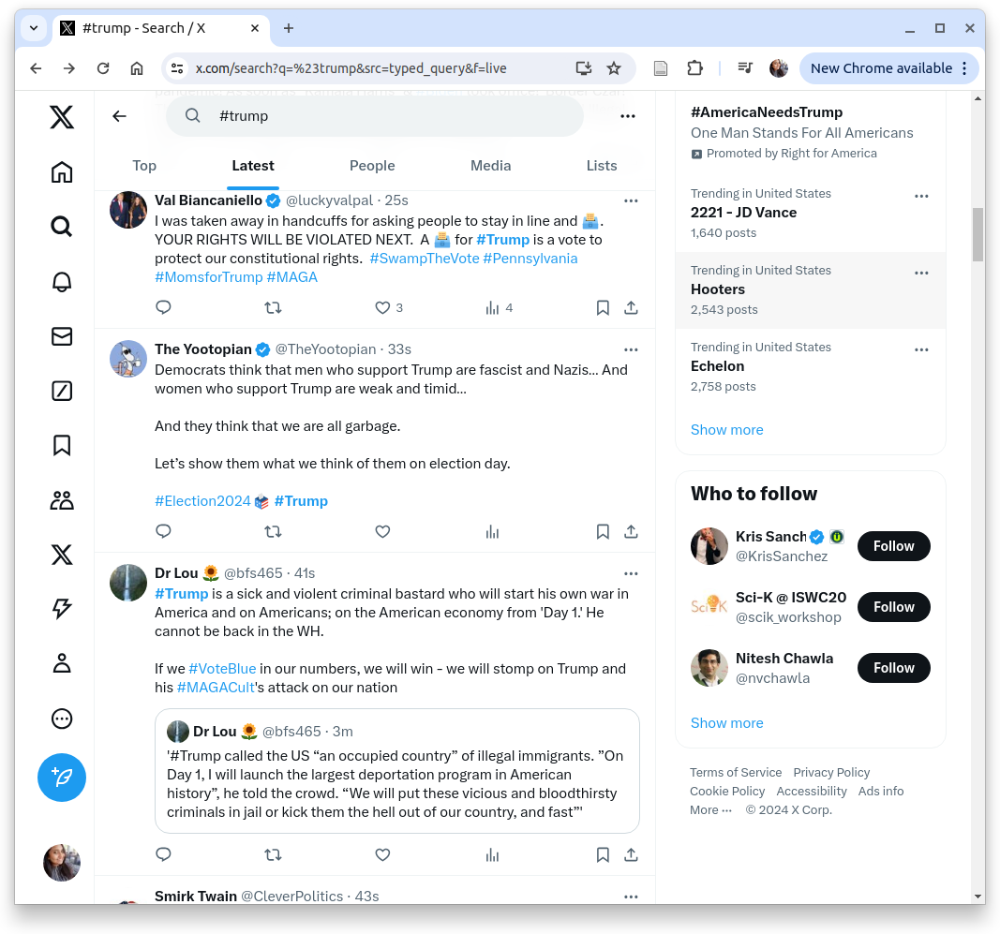 #trump - Search / X
x.com/search?q=%23trump&src=typed_query&f=live
New Chrome available
#trump
Top
Latest
People
Media
Lists
Val Biancaniello @luckyvalpal · 25s
I was taken away in handcuffs for asking people to stay in line and 🗳️.
YOUR RIGHTS WILL BE VIOLATED NEXT. A 🗳️ for #Trump is a vote to
protect our constitutional rights. #SwampTheVote #Pennsylvania
#MomsforTrump #MAGA
3
4
The Yootopian @TheYootopian · 33s
Democrats think that men who support Trump are fascist and Nazis... And
women who support Trump are weak and timid...
And they think that we are all garbage.
Let's show them what we think of them on election day.
#Election2024 #Trump
Dr Lou 🌻 @bfs465 · 41s
#Trump is a sick and violent criminal bastard who will start his own war in
America and on Americans; on the American economy from 'Day 1.' He
cannot be back in the WH.
If we #VoteBlue in our numbers, we will win - we will stomp on Trump and
his #MAGACult's attack on our nation
Dr Lou 🌻 @bfs465 · 3m
'#Trump called the US “an occupied country” of illegal immigrants. ”On
Day 1, I will launch the largest deportation program in American
history”, he told the crowd. “We will put these vicious and bloodthirsty
criminals in jail or kick them the hell out of our country, and fast”'
Smirk Twain @CleverPolitics · 43s
#AmericaNeedsTrump
One Man Stands For All Americans
Promoted by Right for America
Trending in United States
2221 - JD Vance
1,640 posts
Trending in United States
Hooters
2,543 posts
Trending in United States
Echelon
2,758 posts
Show more
Who to follow
Kris Sanch
@KrisSanchez
Follow
SciK
Sci-K @ ISWC20
@scik_workshop
Follow
Nitesh Chawla
@nvchawla
Follow
Show more
Terms of Service Privacy Policy
Cookie Policy Accessibility Ads info
More ··· © 2024 X Corp.